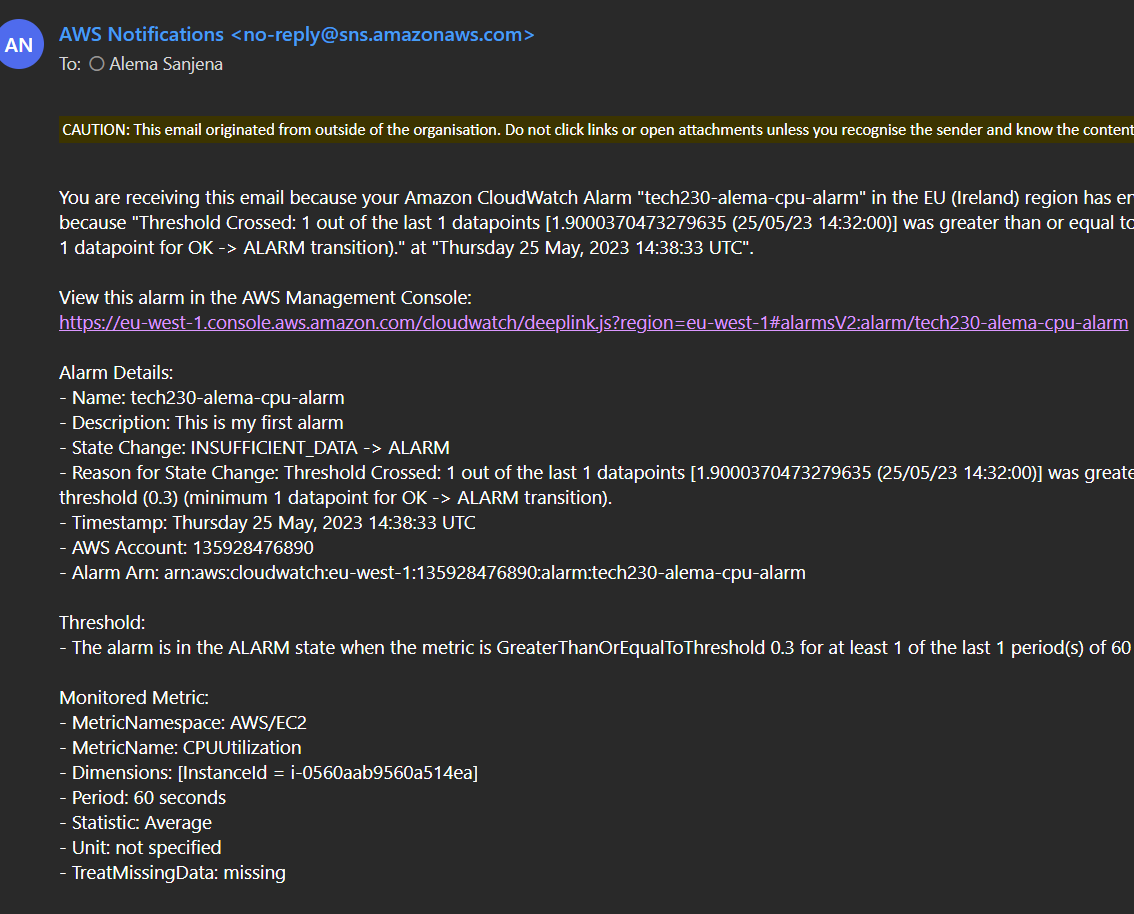 AN
AWS Notifications <no-reply@sns.amazonaws.com>
To: Alema Sanjena
CAUTION: This email originated from outside of the organisation. Do not click links or open attachments unless you recognise the sender and know the content
You are receiving this email because your Amazon CloudWatch Alarm "tech230-alema-cpu-alarm" in the EU (Ireland) region has en
because "Threshold Crossed: 1 out of the last 1 datapoints [1.9000370473279635 (25/05/23 14:32:00)] was greater than or equal to
1 datapoint for OK -> ALARM transition)." at "Thursday 25 May, 2023 14:38:33 UTC".
View this alarm in the AWS Management Console:
https://eu-west-1.console.aws.amazon.com/cloudwatch/deeplink.js?region=eu-west-1#alarmsV2:alarm/tech230-alema-cpu-alarm
Alarm Details:
- Name: tech230-alema-cpu-alarm
- Description: This is my first alarm
- State Change: INSUFFICIENT_DATA -> ALARM
- Reason for State Change: Threshold Crossed: 1 out of the last 1 datapoints [1.9000370473279635 (25/05/23 14:32:00)] was greate
threshold (0.3) (minimum 1 datapoint for OK -> ALARM transition).
- Timestamp: Thursday 25 May, 2023 14:38:33 UTC
- AWS Account: 135928476890
- Alarm Arn: arn:aws:cloudwatch:eu-west-1:135928476890:alarm:tech230-alema-cpu-alarm
Threshold:
- The alarm is in the ALARM state when the metric is GreaterThanOrEqualToThreshold 0.3 for at least 1 of the last 1 period(s) of 60
Monitored Metric:
- MetricNamespace: AWS/EC2
- MetricName: CPUUtilization
- Dimensions: [InstanceId = i-0560aab9560a514ea]
- Period: 60 seconds
- Statistic: Average
- Unit: not specified
- TreatMissingData: missing